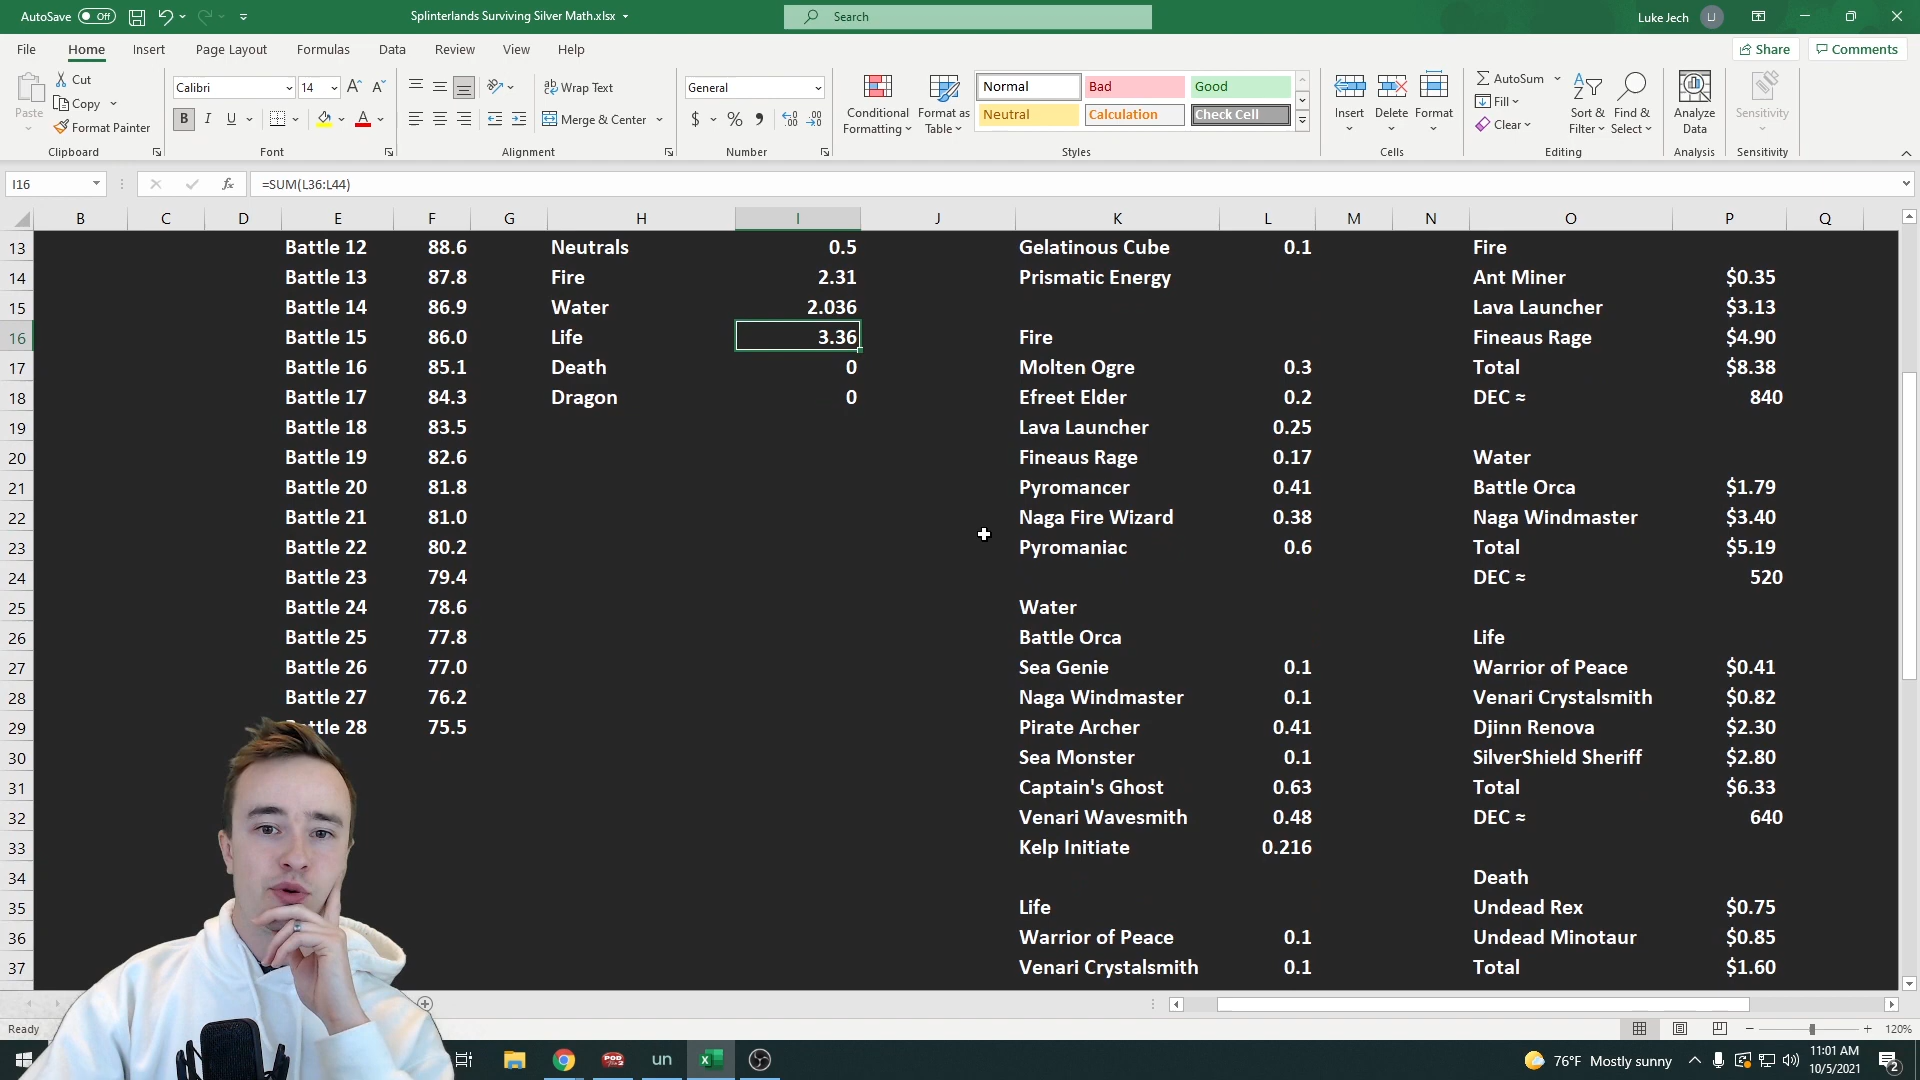 AutoSave Off
Splinterlands Surviving Silver Math.xlsx
Search
Luke Jech
LJ
File Home Insert Page Layout Formulas Data Review View Help
Share Comments
Paste
Cut
Copy
Format Painter
Clipboard
Calibri 14
B I U
Font
Wrap Text
Merge & Center
Alignment
General
$ % 9
Number
Conditional Formatting
Format as Table
Normal Bad Good
Neutral Calculation Check Cell
Styles
Insert Delete Format
Cells
AutoSum
Fill
Clear
Sort & Filter
Find & Select
Editing
Analyze Data
Analysis
Sensitivity
Sensitivity
I16 fx =SUM(L36:L44)
B C D E F G H I J K L M N O P Q
13 Battle 12 88.6 Neutrals 0.5 Gelatinous Cube 0.1 Fire
14 Battle 13 87.8 Fire 2.31 Prismatic Energy Ant Miner $0.35
15 Battle 14 86.9 Water 2.036 Lava Launcher $3.13
16 Battle 15 86.0 Life 3.36 Fire Fineaus Rage $4.90
17 Battle 16 85.1 Death 0 Molten Ogre 0.3 Total $8.38
18 Battle 17 84.3 Dragon 0 Efreet Elder 0.2 DEC ≈ 840
19 Battle 18 83.5 Lava Launcher 0.25
20 Battle 19 82.6 Fineaus Rage 0.17 Water
21 Battle 20 81.8 Pyromancer 0.41 Battle Orca $1.79
22 Battle 21 81.0 Naga Fire Wizard 0.38 Naga Windmaster $3.40
23 Battle 22 80.2 Pyromaniac 0.6 Total $5.19
24 Battle 23 79.4 DEC ≈ 520
25 Battle 24 78.6 Water
26 Battle 25 77.8 Battle Orca Life
27 Battle 26 77.0 Sea Genie 0.1 Warrior of Peace $0.41
28 Battle 27 76.2 Naga Windmaster 0.1 Venari Crystalsmith $0.82
29 ttle 28 75.5 Pirate Archer 0.41 Djinn Renova $2.30
30 Sea Monster 0.1 SilverShield Sheriff $2.80
31 Captain's Ghost 0.63 Total $6.33
32 Venari Wavesmith 0.48 DEC ≈ 640
33 Kelp Initiate 0.216
34 Death
35 Life Undead Rex $0.75
36 Warrior of Peace 0.1 Undead Minotaur $0.85
37 Venari Crystalsmith 0.1 Total $1.60
Ready
120%
POD
un
76°F Mostly sunny
11:01 AM
10/5/2021
2